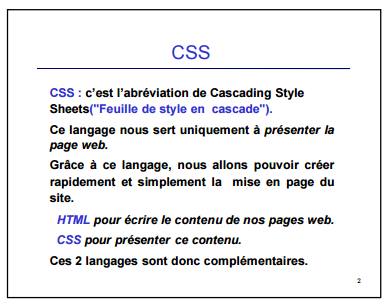 CSS
CSS : c'est l'abréviation de Cascading Style
Sheets("Feuille de style en cascade").
Ce langage nous sert uniquement à présenter la
page web.
Grâce à ce langage, nous allons pouvoir créer
rapidement et simplement la mise en page du
site.
HTML pour écrire le contenu de nos pages web.
CSS pour présenter ce contenu.
Ces 2 langages sont donc complémentaires.
2